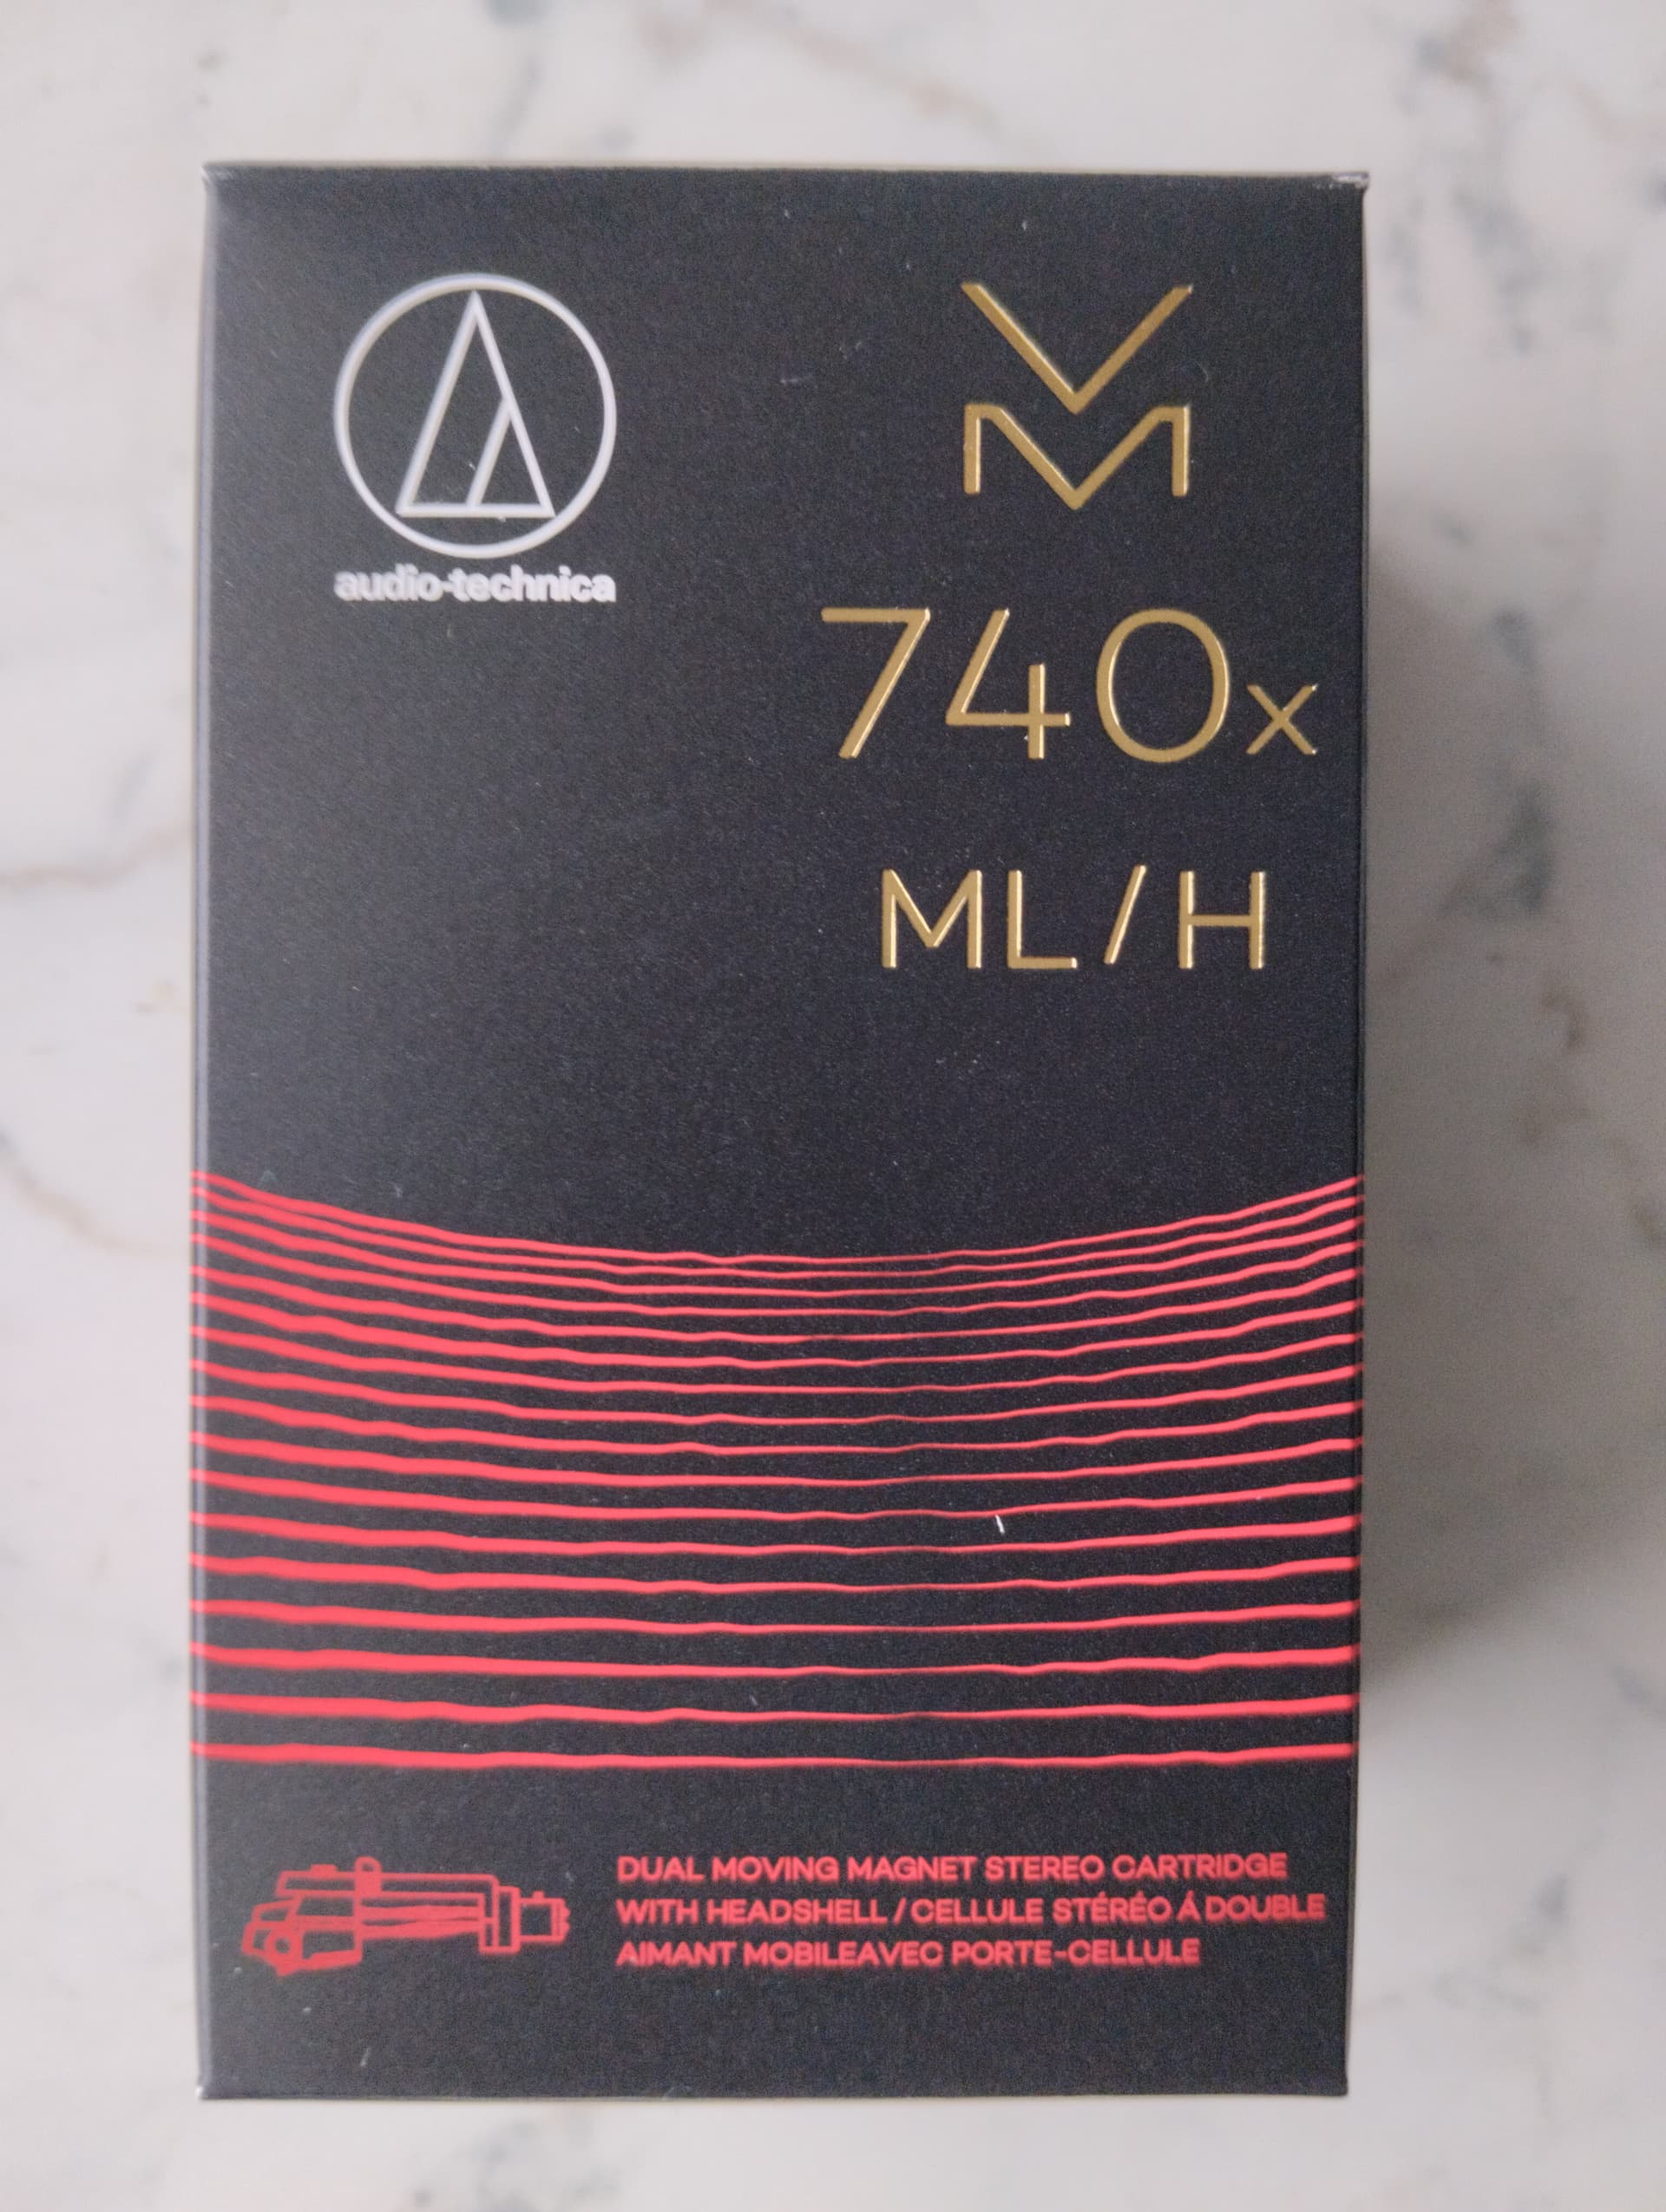 audio-technica
VM
740x
ML/H
DUAL MOVING MAGNET STEREO CARTRIDGE
WITH HEADSHELL / CELLULE STÉRÉO Á DOUBLE
AIMANT MOBILEAVEC PORTE-CELLULE